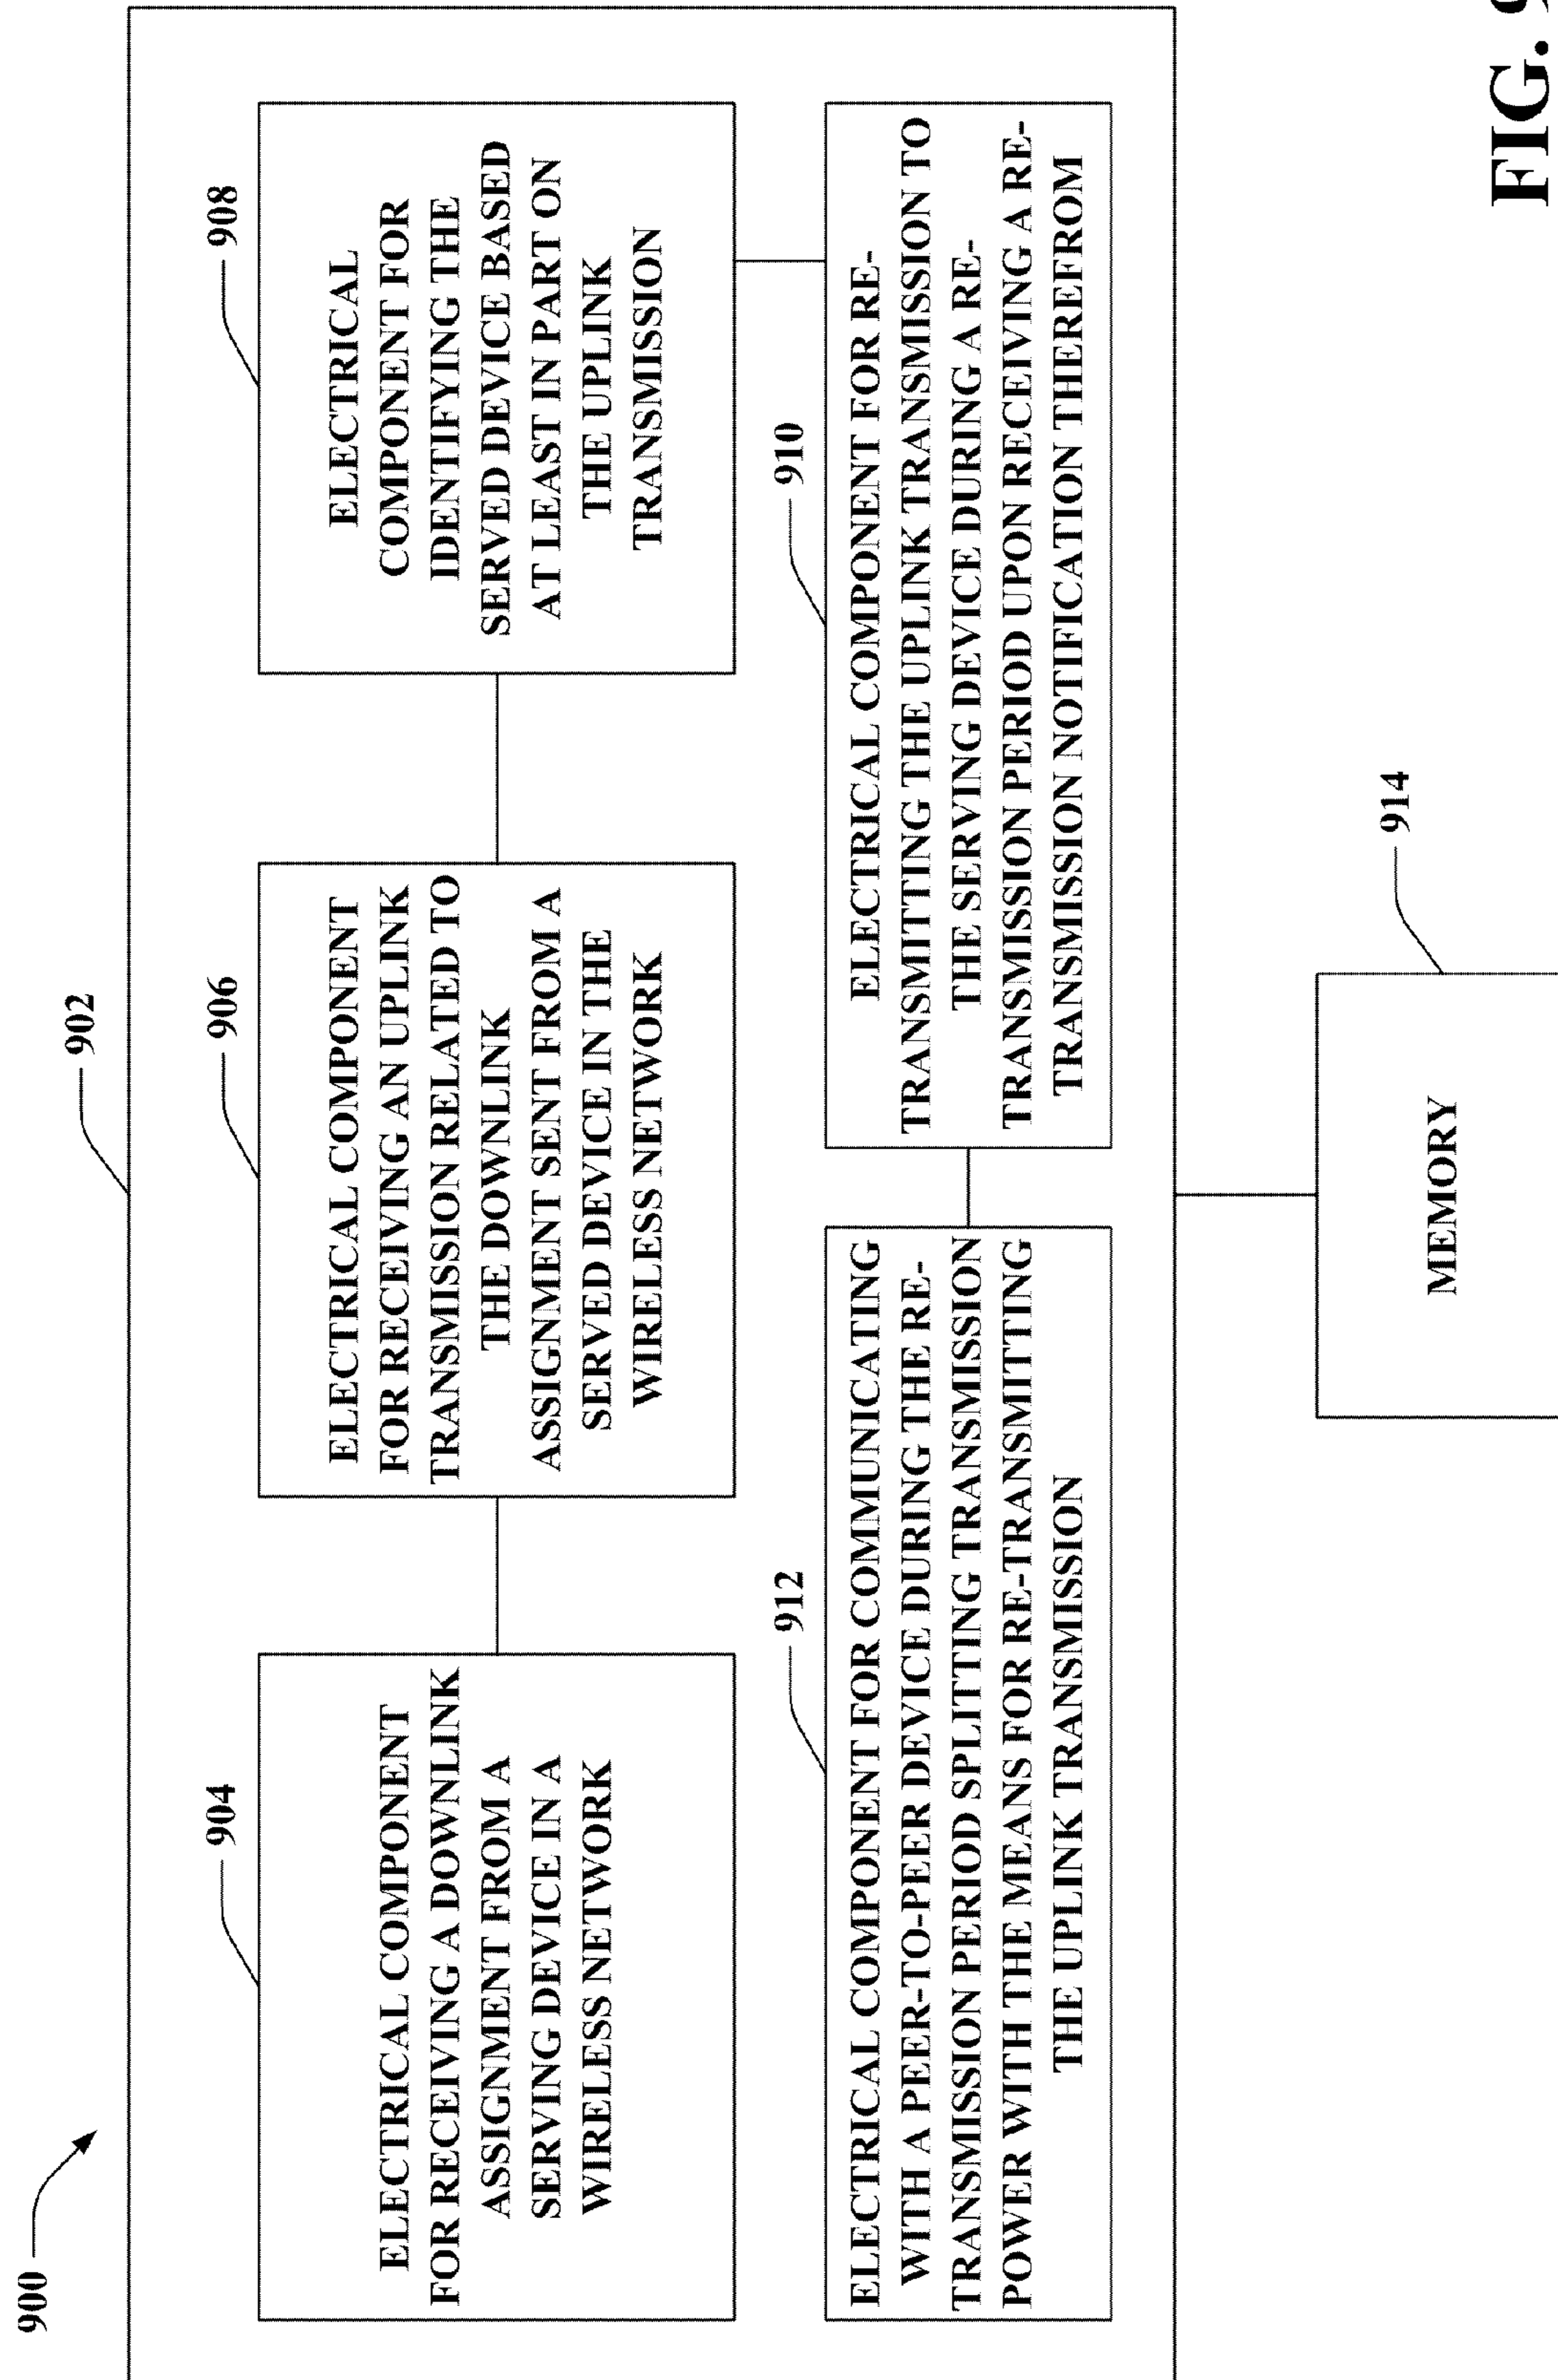 900
902
904
ELECTRICAL COMPONENT
FOR RECEIVING A DOWNLINK
ASSIGNMENT FROM A
SERVING DEVICE IN A
WIRELESS NETWORK
906
ELECTRICAL COMPONENT
FOR RECEIVING AN UPLINK
TRANSMISSION RELATED TO
THE DOWNLINK
ASSIGNMENT SENT FROM A
SERVED DEVICE IN THE
WIRELESS NETWORK
908
ELECTRICAL
COMPONENT FOR
IDENTIFYING THE
SERVED DEVICE BASED
AT LEAST IN PART ON
THE UPLINK
TRANSMISSION
912
ELECTRICAL COMPONENT FOR COMMUNICATING
WITH A PEER-TO-PEER DEVICE DURING THE RE-
TRANSMISSION PERIOD SPLITTING TRANSMISSION
POWER WITH THE MEANS FOR RE-TRANSMITTING
THE UPLINK TRANSMISSION
910
ELECTRICAL COMPONENT FOR RE-
TRANSMITTING THE UPLINK TRANSMISSION TO
THE SERVING DEVICE DURING A RE-
TRANSMISSION PERIOD UPON RECEIVING A RE-
TRANSMISSION NOTIFICATION THEREFROM
914
MEMORY
FIG. 9